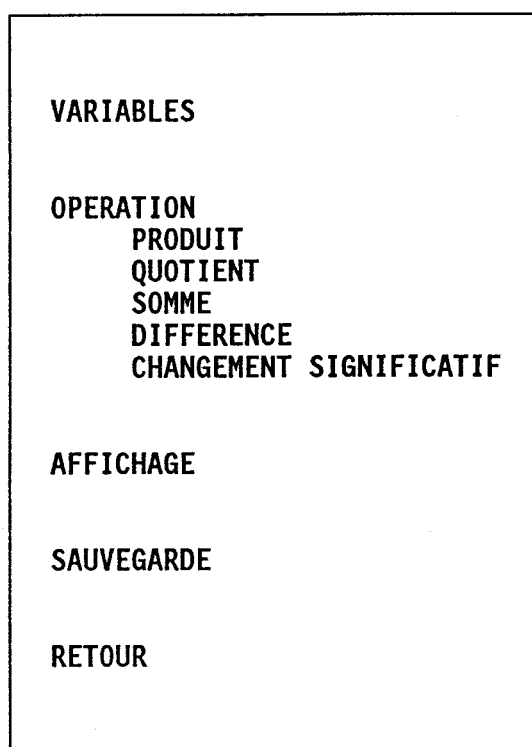 VARIABLES
OPERATION
PRODUIT
QUOTIENT
SOMME
DIFFERENCE
CHANGEMENT SIGNIFICATIF
AFFICHAGE
SAUVEGARDE
RETOUR